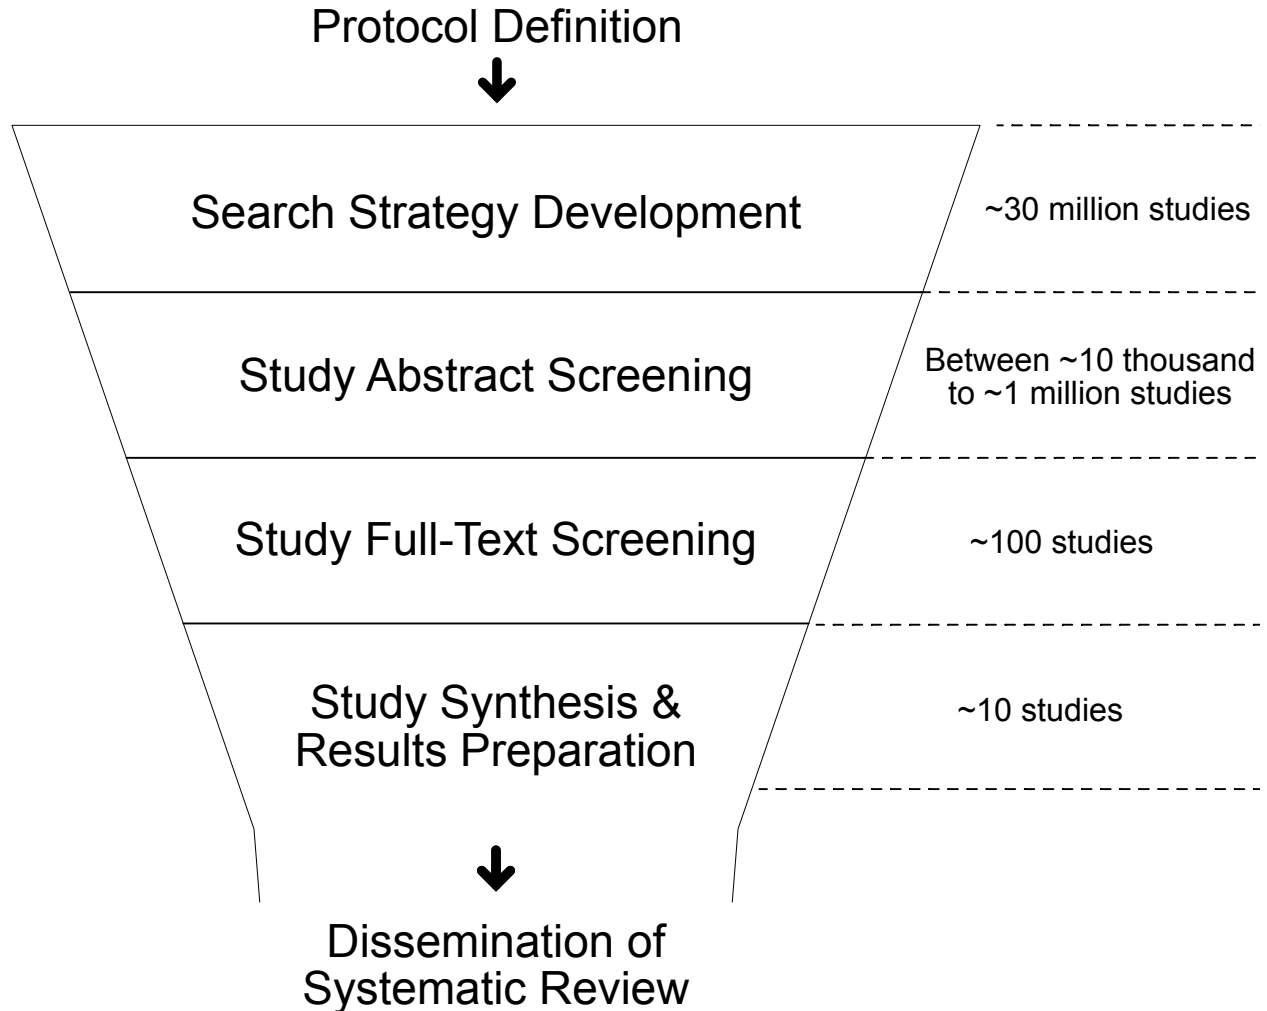 Protocol Definition
Search Strategy Development
~30 million studies
Study Abstract Screening
Between ~10 thousand
to ~1 million studies
Study Full-Text Screening
~100 studies
Study Synthesis &
Results Preparation
~10 studies
Dissemination of
Systematic Review